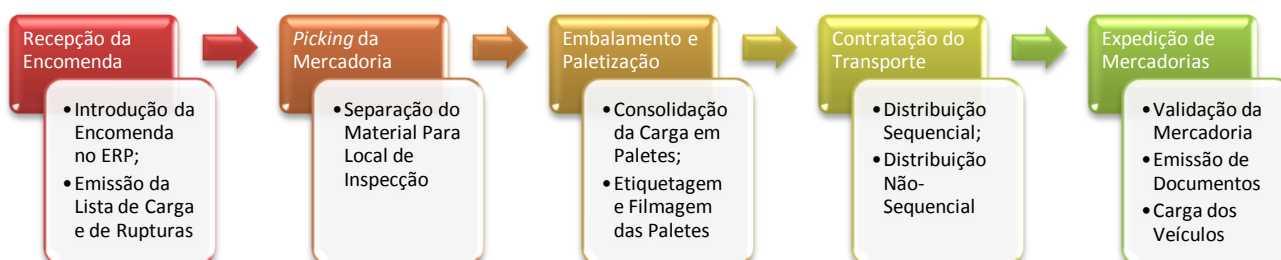 Recepção da
Encomenda
• Introdução da
Encomenda
no ERP;
• Emissão da
Lista de Carga
e de Rupturas
Picking da
Mercadoria
• Separação do
Material Para
Local de
Inspecção
Embalamento e
Paletização
• Consolidação
da Carga em
Paletes;
• Etiquetagem
e Filmagem
das Paletes
Contratação do
Transporte
• Distribuição
Sequencial;
• Distribuição
Não-
Sequencial
Expedição de
Mercadorias
• Validação da
Mercadoria
• Emissão de
Documentos
• Carga dos
Veículos